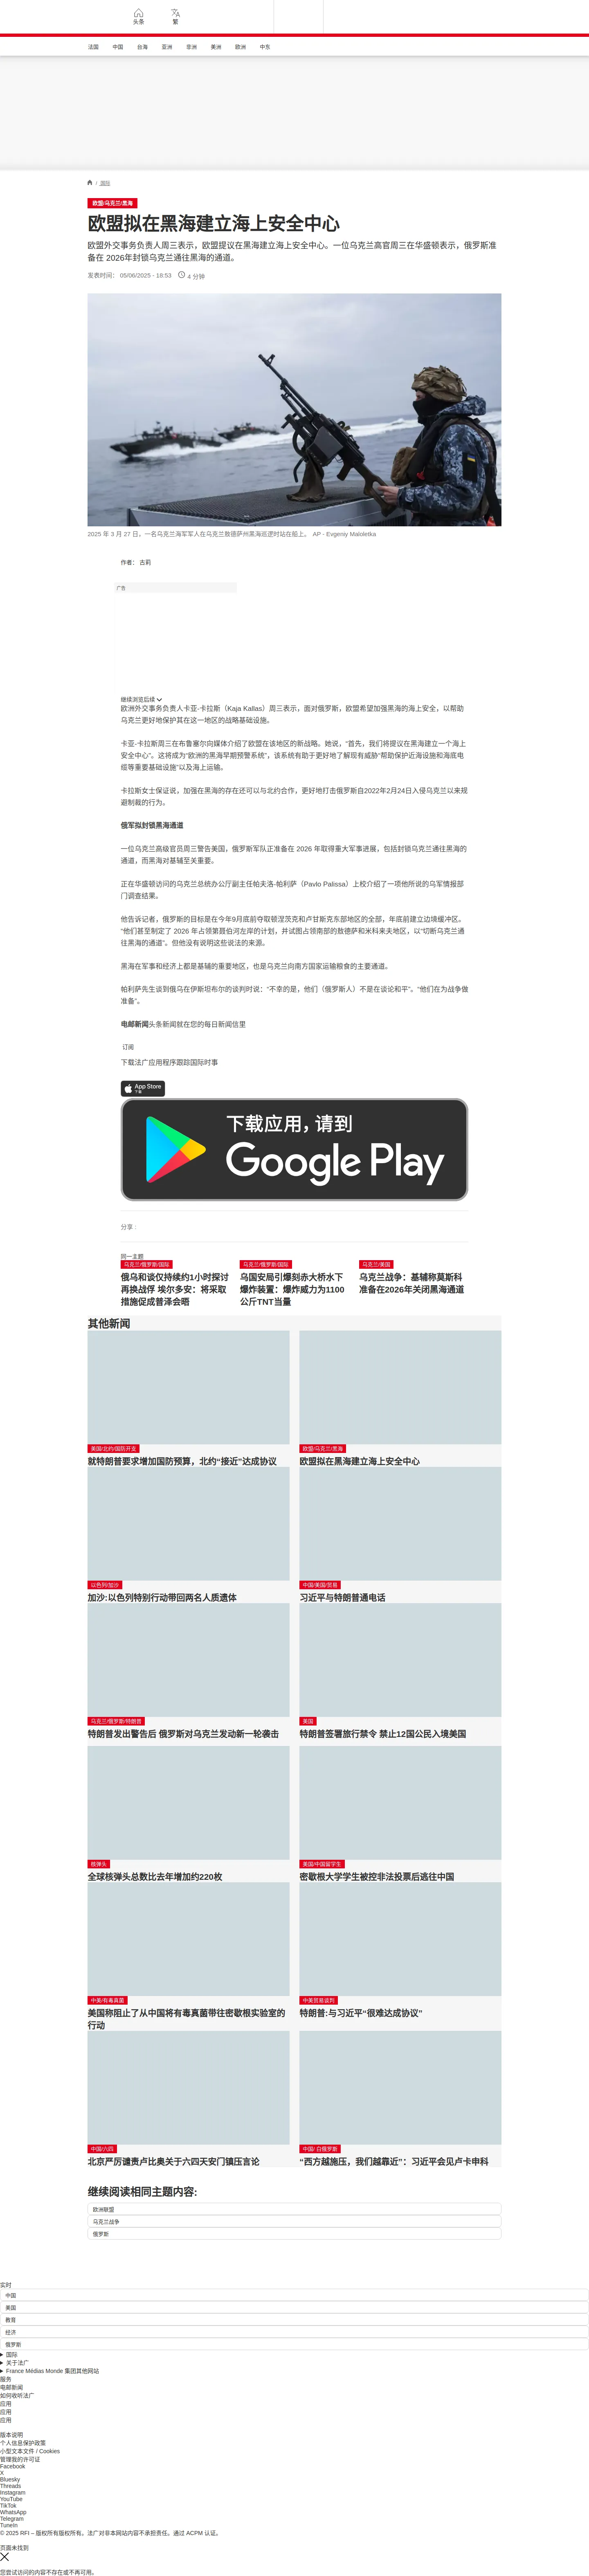 头条
繁
法国
中国
台海
亚洲
非洲
美洲
欧洲
中东
/ 国际
欧盟/乌克兰/黑海
欧盟拟在黑海建立海上安全中心
欧盟外交事务负责人周三表示，欧盟提议在黑海建立海上安全中心。一位乌克兰高官周三在华盛顿表示，俄罗斯准
备在 2026年封锁乌克兰通往黑海的通道。
发表时间： 05/06/2025 - 18:53
4 分钟
2025 年 3 月 27 日，一名乌克兰海军军人在乌克兰敖德萨州黑海巡逻时站在船上。 AP - Evgeniy Maloletka
作者： 古莉
广告
继续浏览后续
欧洲外交事务负责人卡亚-卡拉斯（Kaja Kallas）周三表示，面对俄罗斯，欧盟希望加强黑海的海上安全，以帮助
乌克兰更好地保护其在这一地区的战略基础设施。
卡亚-卡拉斯周三在布鲁塞尔向媒体介绍了欧盟在该地区的新战略。她说，“首先，我们将提议在黑海建立一个海上
安全中心”。这将成为“欧洲的黑海早期预警系统”，该系统有助于更好地了解现有威胁“帮助保护近海设施和海底电
缆等重要基础设施”以及海上运输。
卡拉斯女士保证说，加强在黑海的存在还可以与北约合作，更好地打击俄罗斯自2022年2月24日入侵乌克兰以来规
避制裁的行为。
俄军拟封锁黑海通道
一位乌克兰高级官员周三警告美国，俄罗斯军队正准备在 2026 年取得重大军事进展，包括封锁乌克兰通往黑海的
通道，而黑海对基辅至关重要。
正在华盛顿访问的乌克兰总统办公厅副主任帕夫洛-帕利萨（Pavlo Palissa）上校介绍了一项他所说的乌军情报部
门调查结果。
他告诉记者，俄罗斯的目标是在今年9月底前夺取顿涅茨克和卢甘斯克东部地区的全部，年底前建立边境缓冲区。
“他们甚至制定了 2026 年占领第聂伯河左岸的计划，并试图占领南部的敖德萨和米科来夫地区，以“切断乌克兰通
往黑海的通道”。但他没有说明这些说法的来源。
黑海在军事和经济上都是基辅的重要地区，也是乌克兰向南方国家运输粮食的主要通道。
帕利萨先生谈到俄乌在伊斯坦布尔的谈判时说：“不幸的是，他们（俄罗斯人）不是在谈论和平”。“他们在为战争做
准备”。
电邮新闻头条新闻就在您的每日新闻信里
订阅
下载法广应用程序跟踪国际时事
App Store
下载
下载应用，请到
Google Play
分享 :
同一主题
乌克兰/俄罗斯/国际
俄乌和谈仅持续约1小时探讨
再换战俘 埃尔多安：将采取
措施促成普泽会晤
乌克兰/俄罗斯/国际
乌国安局引爆刻赤大桥水下
爆炸装置：爆炸威力为1100
公斤TNT当量
乌克兰/美国
乌克兰战争：基辅称莫斯科
准备在2026年关闭黑海通道
其他新闻
美国/北约/国防开支
就特朗普要求增加国防预算，北约“接近”达成协议
欧盟/乌克兰/黑海
欧盟拟在黑海建立海上安全中心
以色列/加沙
加沙:以色列特别行动带回两名人质遗体
中国/美国/贸易
习近平与特朗普通电话
乌克兰/俄罗斯/特朗普
特朗普发出警告后 俄罗斯对乌克兰发动新一轮袭击
美国
特朗普签署旅行禁令 禁止12国公民入境美国
核弹头
全球核弹头总数比去年增加约220枚
美国/中国留学生
密歇根大学学生被控非法投票后逃往中国
中美/有毒真菌
美国称阻止了从中国将有毒真菌带往密歇根实验室的
行动
中美贸易谈判
特朗普:与习近平“很难达成协议”
中国/六四
北京严厉谴责卢比奥关于六四天安门镇压言论
中国/ 白俄罗斯
“西方越施压，我们越靠近”：习近平会见卢卡申科
继续阅读相同主题内容:
欧洲联盟
乌克兰战争
俄罗斯
实时
中国
美国
教育
经济
俄罗斯
国际
关于法广
France Médias Monde 集团其他网站
服务
电邮新闻
如何收听法广
应用
应用
应用
版本说明
个人信息保护政策
小型文本文件 / Cookies
管理我的许可证
Facebook
X
Bluesky
Threads
Instagram
YouTube
TikTok
WhatsApp
Telegram
TuneIn
© 2025 RFI – 版权所有版权所有。法广对非本网站内容不承担责任。通过 ACPM 认证。
页面未找到
您尝试访问的内容不存在或不再可用。